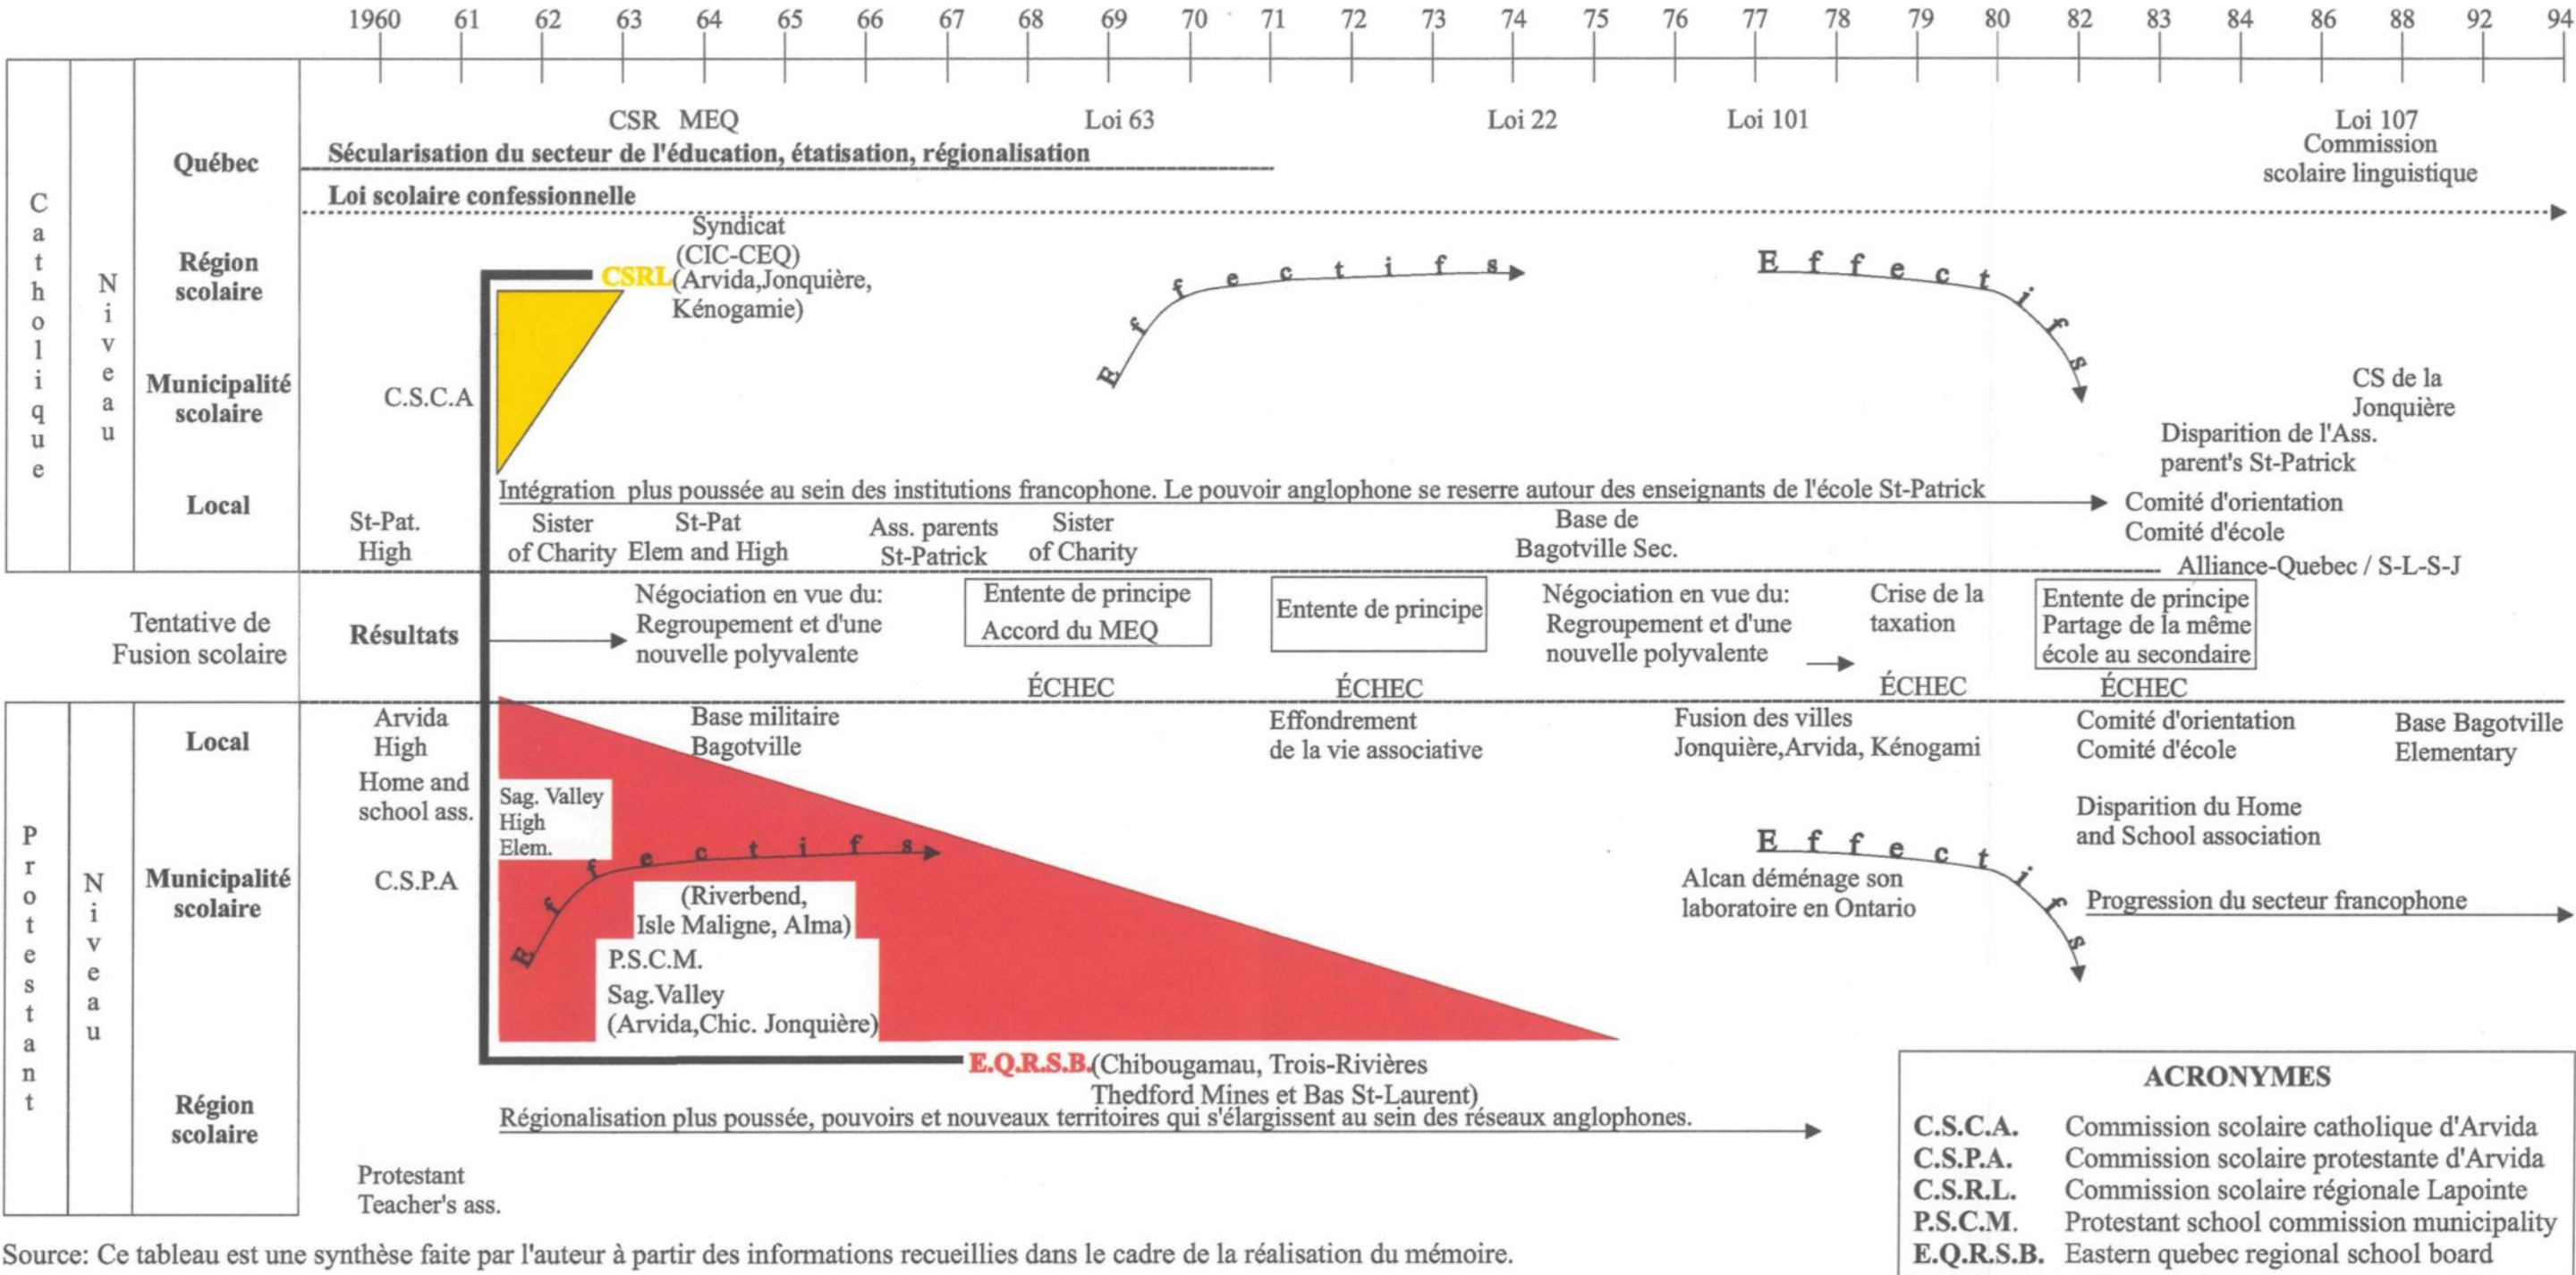 1960 61 62 63 64 65 66 67 68 69 70 71 72 73 74 75 76 77 78 79 80 82 83 84 86 88 92 94
Catholique
Niveau
Québec
CSR MEQ
Loi 63
Loi 22
Loi 101
Loi 107
Commission
scolaire linguistique
Sécularisation du secteur de l'éducation, étatisation, régionalisation
Loi scolaire confessionnelle
Région
scolaire
Syndicat
(CIC-CEQ)
CSRL (Arvida,Jonquière,
Kénogamie)
Effectifs
Effectifs
Municipalité
scolaire
C.S.C.A
CS de la
Jonquière
Disparition de l'Ass.
parent's St-Patrick
Local
Intégration plus poussée au sein des institutions francophone. Le pouvoir anglophone se reserre autour des enseignants de l'école St-Patrick
Comité d'orientation
Comité d'école
St-Pat.
High
Sister
of Charity
St-Pat
Elem and High
Ass. parents
St-Patrick
Sister
of Charity
Base de
Bagotville Sec.
Alliance-Quebec / S-L-S-J
Tentative de
Fusion scolaire
Résultats
Négociation en vue du:
Regroupement et d'une
nouvelle polyvalente
Entente de principe
Accord du MEQ
ÉCHEC
Entente de principe
ÉCHEC
Négociation en vue du:
Regroupement et d'une
nouvelle polyvalente
Crise de la
taxation
ÉCHEC
Entente de principe
Partage de la même
école au secondaire
ÉCHEC
Protestant
Niveau
Local
Arvida
High
Base militaire
Bagotville
Effondrement
de la vie associative
Fusion des villes
Jonquière,Arvida, Kénogami
Comité d'orientation
Comité d'école
Base Bagotville
Elementary
Home and
school ass.
Sag. Valley
High
Elem.
Disparition du Home
and School association
Municipalité
scolaire
C.S.P.A
Effectifs
(Riverbend,
Isle Maligne, Alma)
P.S.C.M.
Sag.Valley
(Arvida,Chic. Jonquière)
Effectifs
Alcan déménage son
laboratoire en Ontario
Progression du secteur francophone
E.Q.R.S.B.(Chibougamau, Trois-Rivières
Thedford Mines et Bas St-Laurent)
Région
scolaire
Régionalisation plus poussée, pouvoirs et nouveaux territoires qui s'élargissent au sein des réseaux anglophones.
Protestant
Teacher's ass.
ACRONYMES
C.S.C.A. Commission scolaire catholique d'Arvida
C.S.P.A. Commission scolaire protestante d'Arvida
C.S.R.L. Commission scolaire régionale Lapointe
P.S.C.M. Protestant school commission municipality
E.Q.R.S.B. Eastern quebec regional school board
Source: Ce tableau est une synthèse faite par l'auteur à partir des informations recueillies dans le cadre de la réalisation du mémoire.